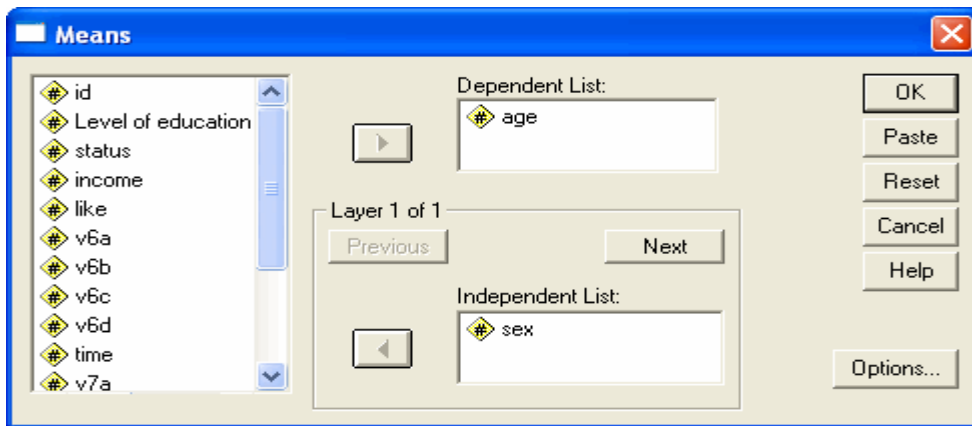 Means
id
Level of education
status
income
like
v6a
v6b
v6c
v6d
time
v7a
Dependent List:
age
Layer 1 of 1
Previous
Next
Independent List:
sex
OK
Paste
Reset
Cancel
Help
Options...